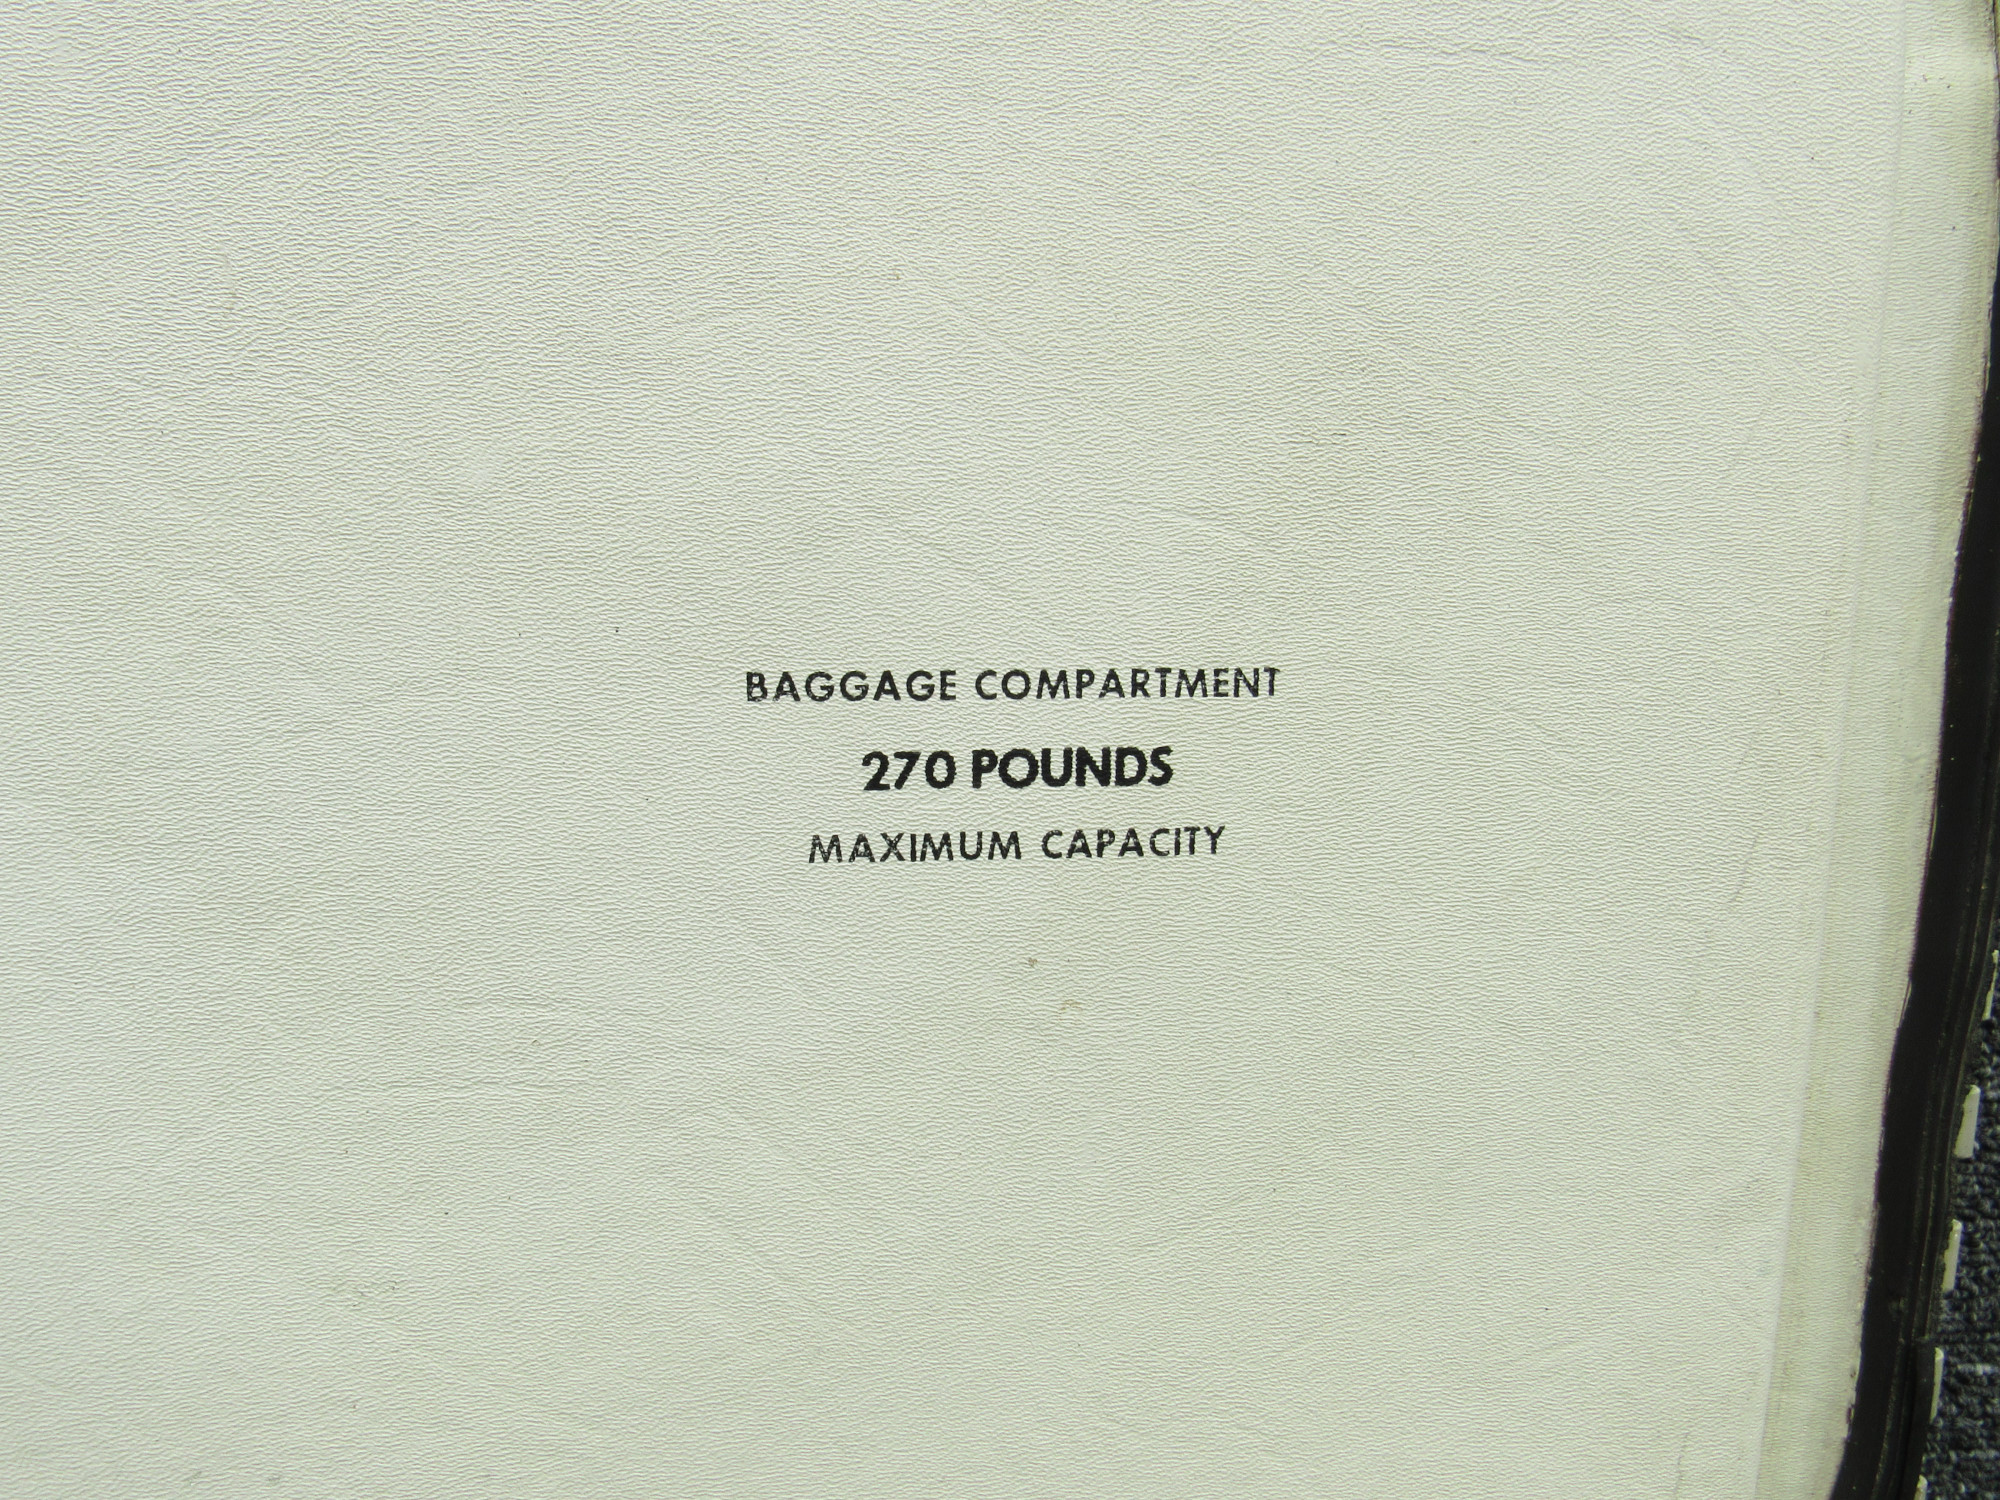 BAGGAGE COMPARTMENT
270 POUNDS
MAXIMUM CAPACITY